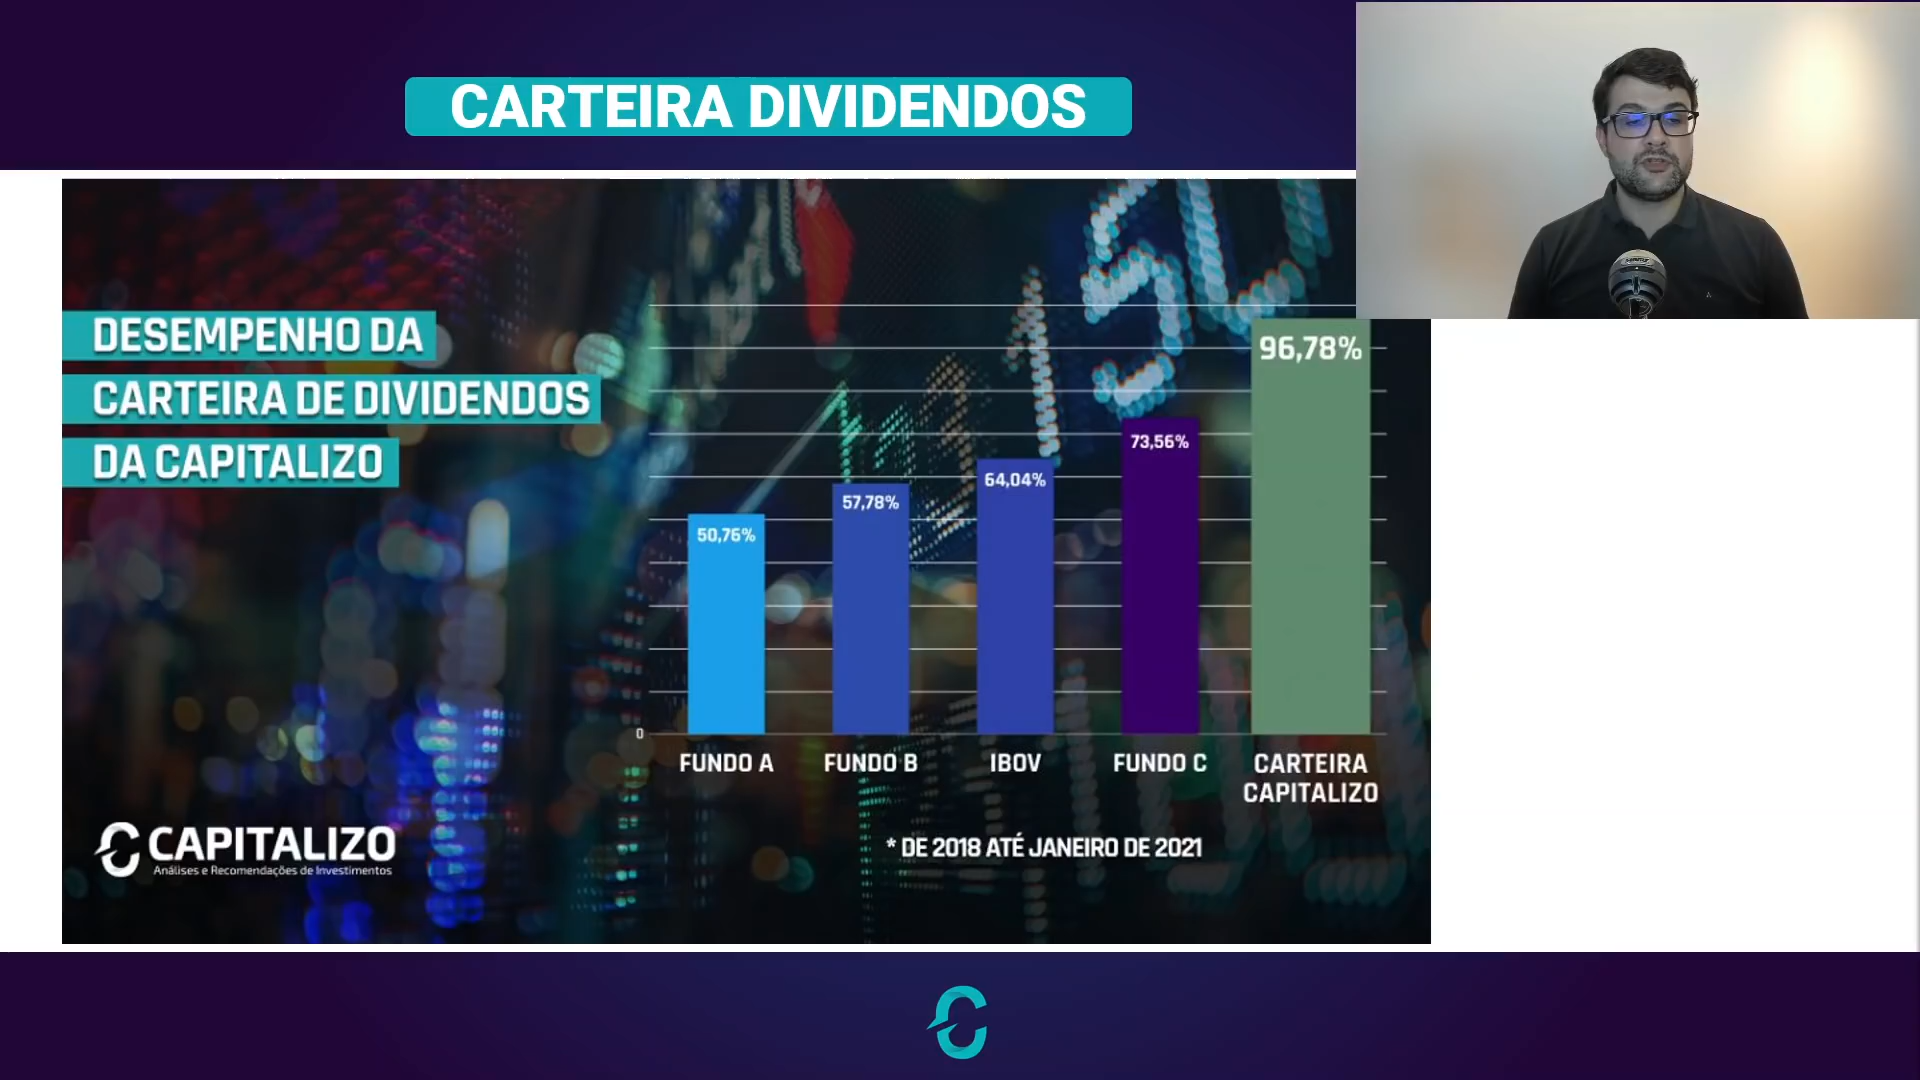 CARTEIRA DIVIDENDOS
DESEMPENHO DA
CARTEIRA DE DIVIDENDOS
DA CAPITALIZO
96,78%
73,56%
64,04%
57,78%
50,76%
0
FUNDO A
FUNDO B
IBOV
FUNDO C
CARTEIRA
CAPITALIZO
* DE 2018 ATÉ JANEIRO DE 2021
CAPITALIZO
Análises e Recomendações de Investimentos